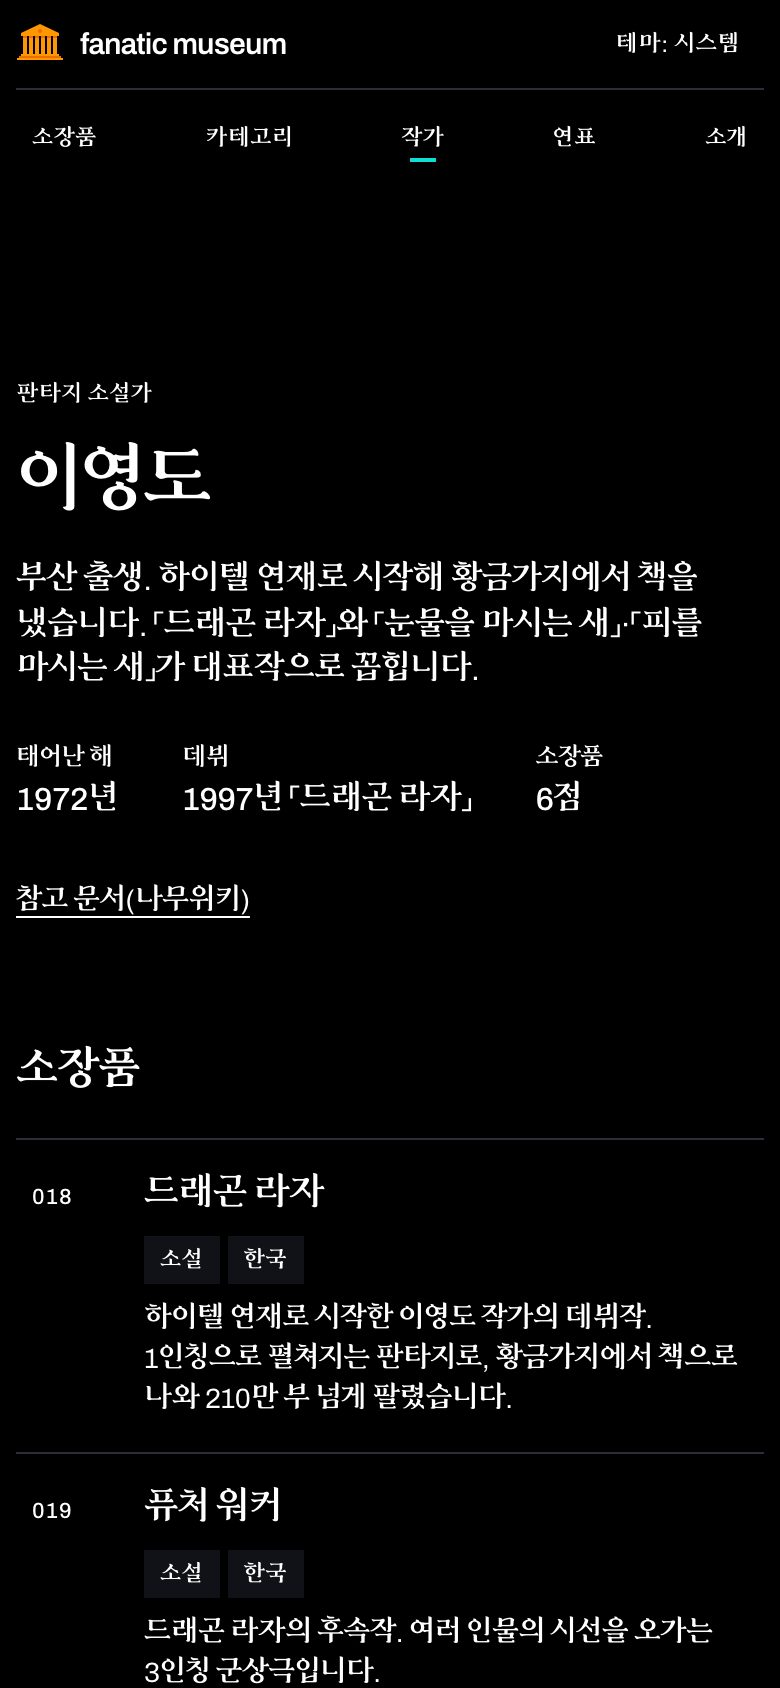 fanatic museum
테마: 시스템
소장품 카테고리 작가 연표 소개
판타지 소설가
이영도
부산 출생. 하이텔 연재로 시작해 황금가지에서 책을
냈습니다. 「드래곤 라자」와 「눈물을 마시는 새」·「피를
마시는 새」가 대표작으로 꼽힙니다.
태어난 해 데뷔 소장품
1972년 1997년 「드래곤 라자」 6점
참고 문서(나무위키)
소장품
018 드래곤 라자
소설 한국
하이텔 연재로 시작한 이영도 작가의 데뷔작.
1인칭으로 펼쳐지는 판타지로, 황금가지에서 책으로
나와 210만 부 넘게 팔렸습니다.
019 퓨처 워커
소설 한국
드래곤 라자의 후속작. 여러 인물의 시선을 오가는
3인칭 군상극입니다.